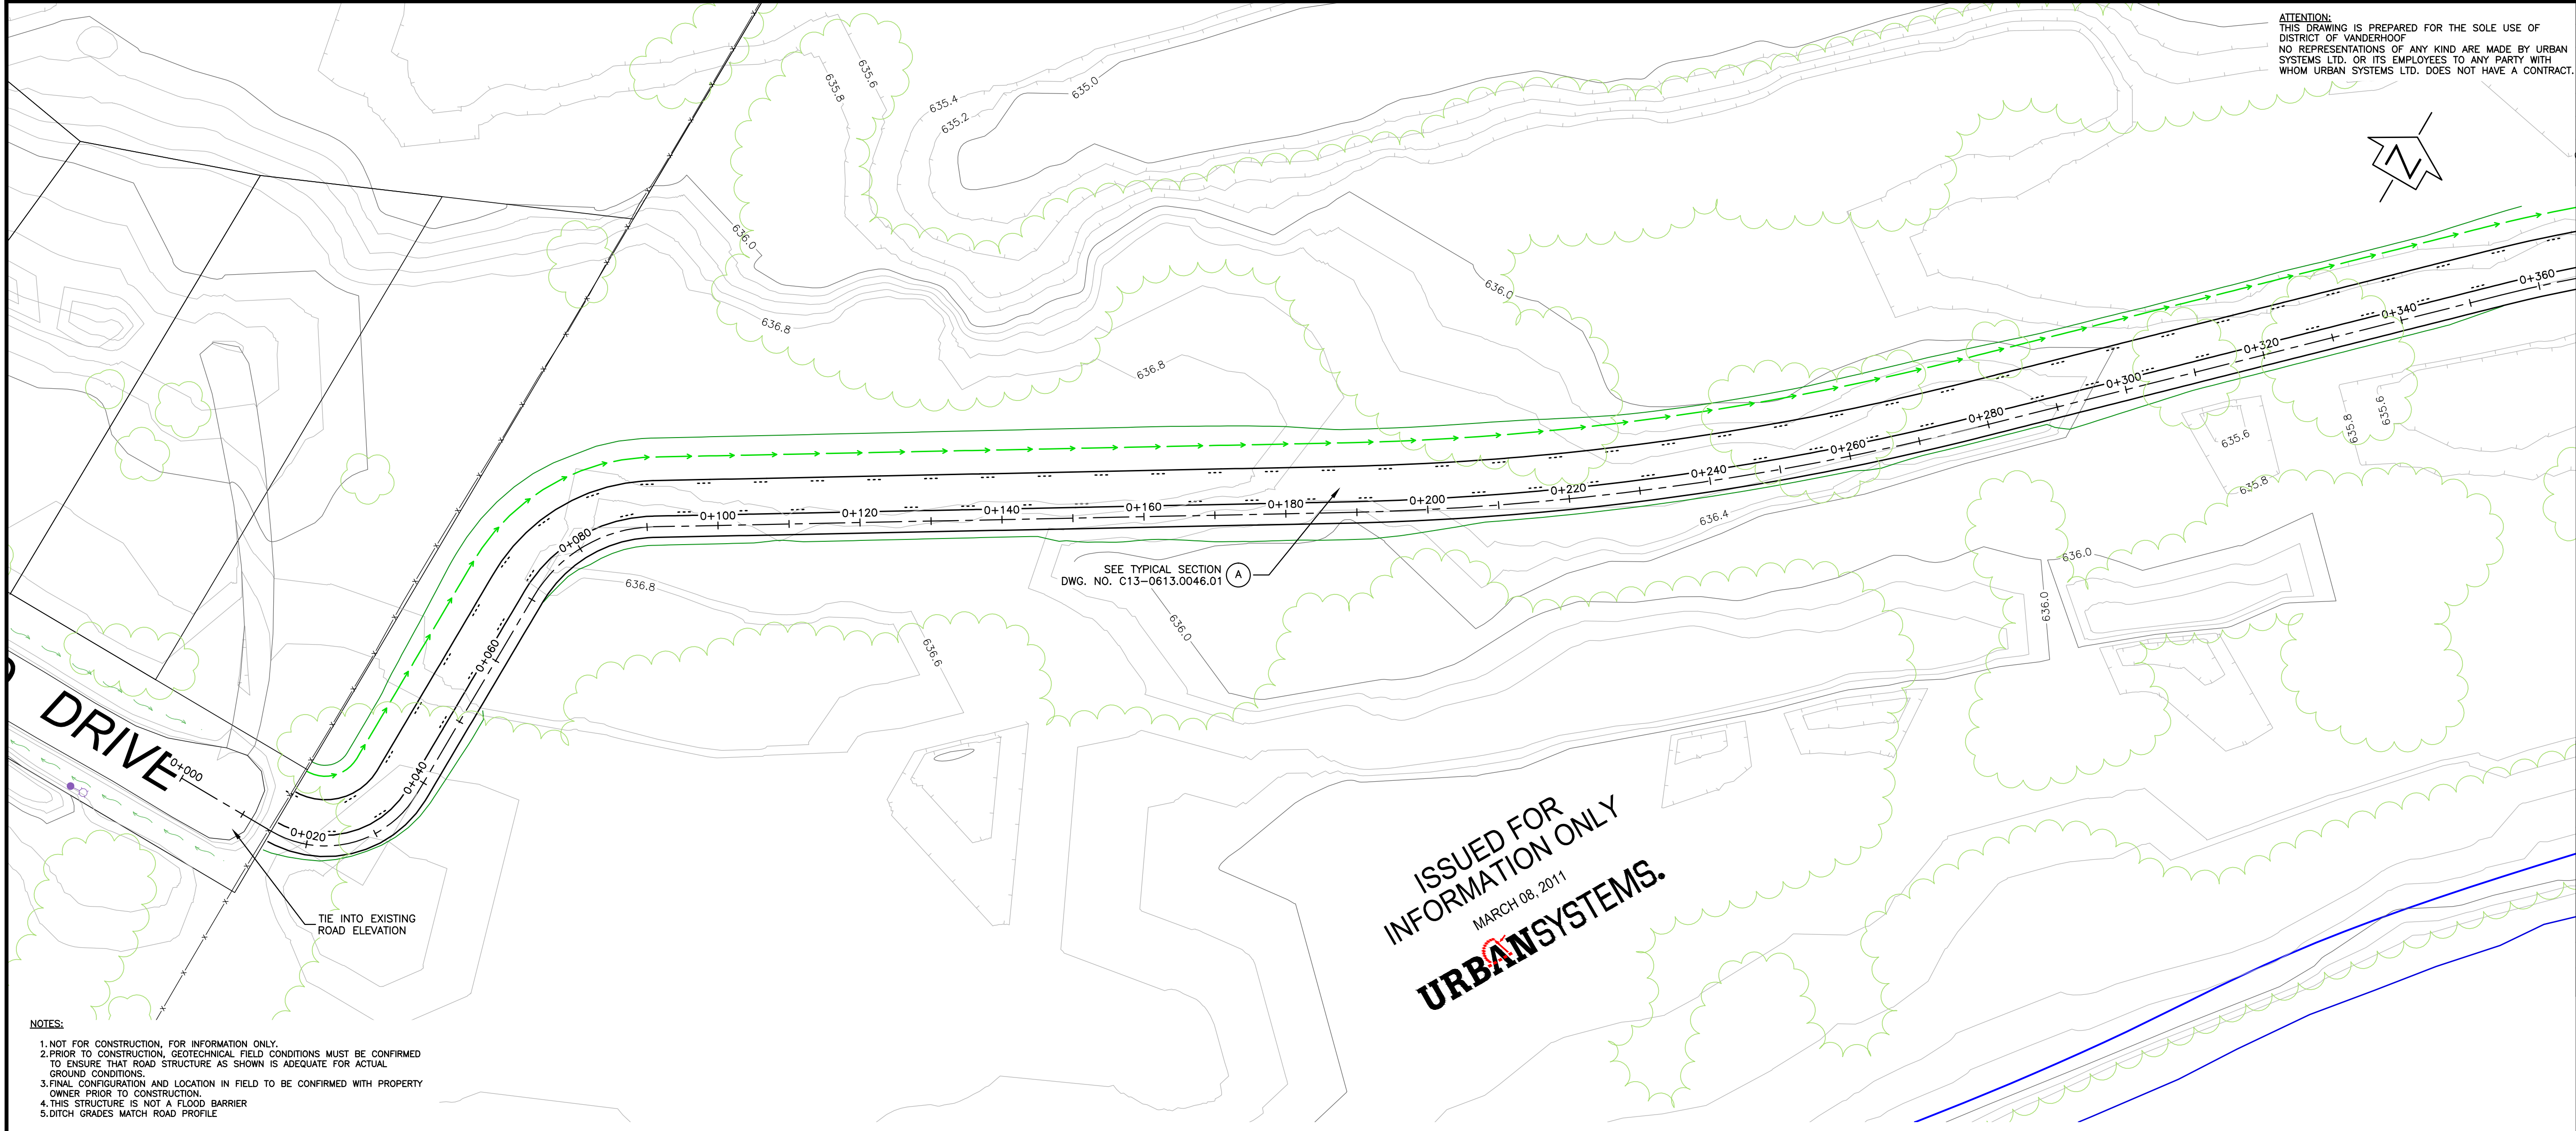 ATTENTION:
THIS DRAWING IS PREPARED FOR THE SOLE USE OF
DISTRICT OF VANDERHOOF
NO REPRESENTATIONS OF ANY KIND ARE MADE BY URBAN
SYSTEMS LTD. OR ITS EMPLOYEES TO ANY PARTY WITH
WHOM URBAN SYSTEMS LTD. DOES NOT HAVE A CONTRACT.
635.8
635.6
635.4
635.2
635.0
N
636.0
636.8
636.8
636.0
0+360
0+340
0+320
0+300
0+280
0+260
0+240
0+220
0+200
0+180
0+160
0+140
0+120
0+100
0+080
0+060
0+040
0+020
0+000
635.8
635.6
635.6
635.8
636.4
636.0
636.0
636.8
636.6
636.0
SEE TYPICAL SECTION
DWG. NO. C13-0613.0046.01
A
DRIVE
TIE INTO EXISTING
ROAD ELEVATION
ISSUED FOR
INFORMATION ONLY
MARCH 08, 2011
URBANSYSTEMS.
NOTES:
1. NOT FOR CONSTRUCTION, FOR INFORMATION ONLY.
2. PRIOR TO CONSTRUCTION, GEOTECHNICAL FIELD CONDITIONS MUST BE CONFIRMED
TO ENSURE THAT ROAD STRUCTURE AS SHOWN IS ADEQUATE FOR ACTUAL
GROUND CONDITIONS.
3. FINAL CONFIGURATION AND LOCATION IN FIELD TO BE CONFIRMED WITH PROPERTY
OWNER PRIOR TO CONSTRUCTION.
4. THIS STRUCTURE IS NOT A FLOOD BARRIER
5. DITCH GRADES MATCH ROAD PROFILE